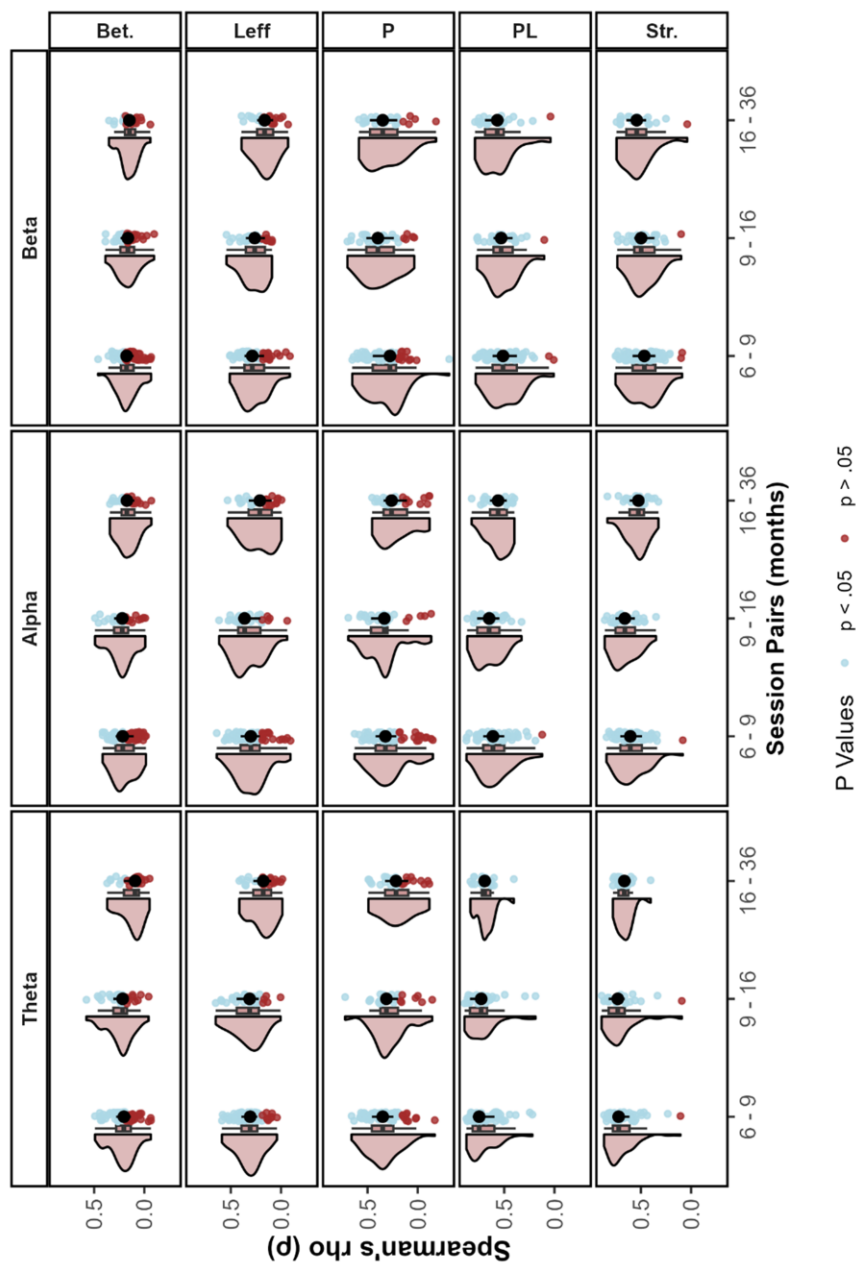 Theta
Alpha
Beta
Bet.
Leff
P
PL
Str.
0.5
0.0
0.5
0.0
0.5
0.0
0.5
0.0
0.5
0.0
Spearman's rho (ρ)
6 - 9
9 - 16
16 - 36
6 - 9
9 - 16
16 - 36
6 - 9
9 - 16
16 - 36
Session Pairs (months)
P Values p < .05 p > .05